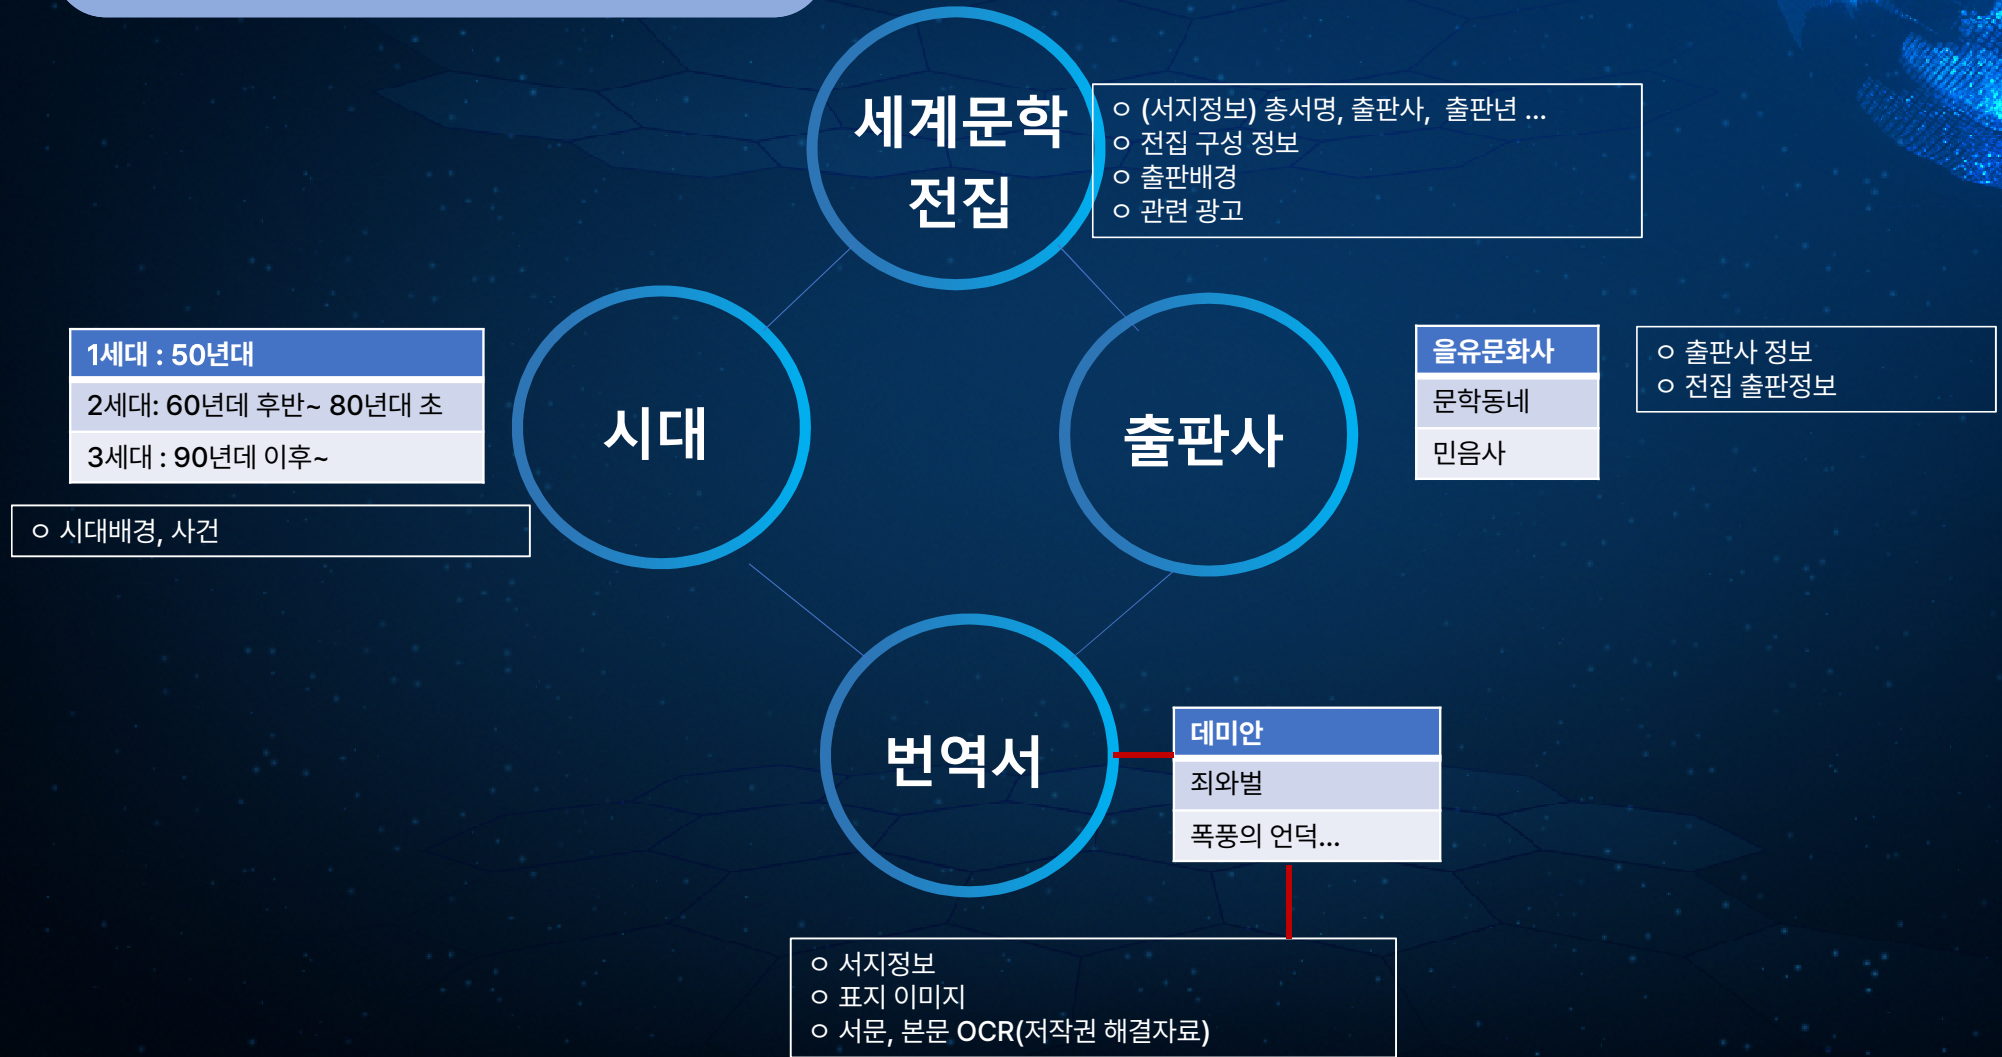 세계문학
전집
ㅇ (서지정보) 총서명, 출판사, 출판년 ...
ㅇ 전집 구성 정보
ㅇ 출판배경
ㅇ 관련 광고
1세대 : 50년대
2세대: 60년데 후반~ 80년대 초
3세대 : 90년데 이후~
ㅇ 시대배경, 사건
시대
출판사
을유문화사
문학동네
민음사
ㅇ 출판사 정보
ㅇ 전집 출판정보
번역서
데미안
죄와벌
폭풍의 언덕...
ㅇ 서지정보
ㅇ 표지 이미지
ㅇ 서문, 본문 OCR(저작권 해결자료)